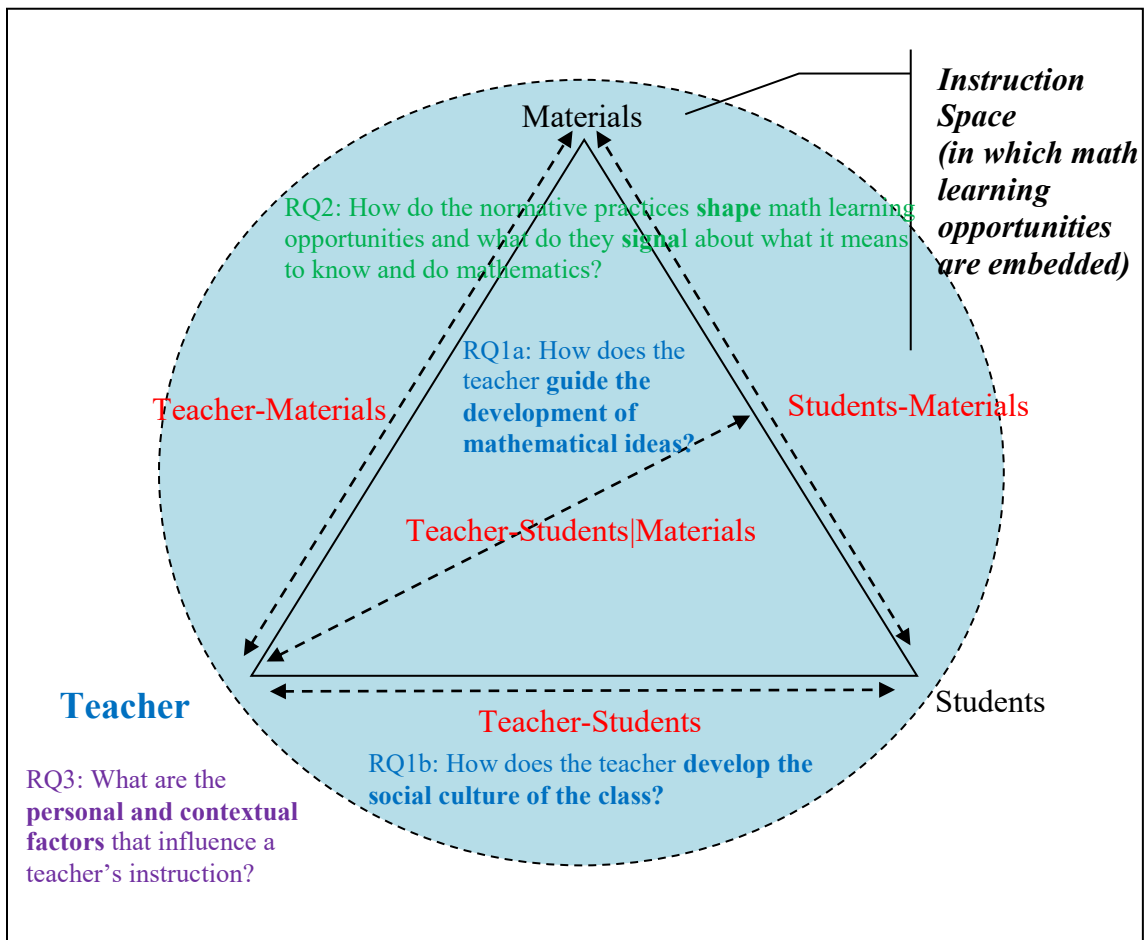 Materials
Instruction
Space
(in which math
learning
opportunities
are embedded)
RQ2: How do the normative practices shape math learning
opportunities and what do they signal about what it means
to know and do mathematics?
RQ1a: How does the
teacher guide the
development of
mathematical ideas?
Teacher-Materials
Students-Materials
Teacher-Students|Materials
Teacher
Students
Teacher-Students
RQ1b: How does the teacher develop the
social culture of the class?
RQ3: What are the
personal and contextual
factors that influence a
teacher’s instruction?